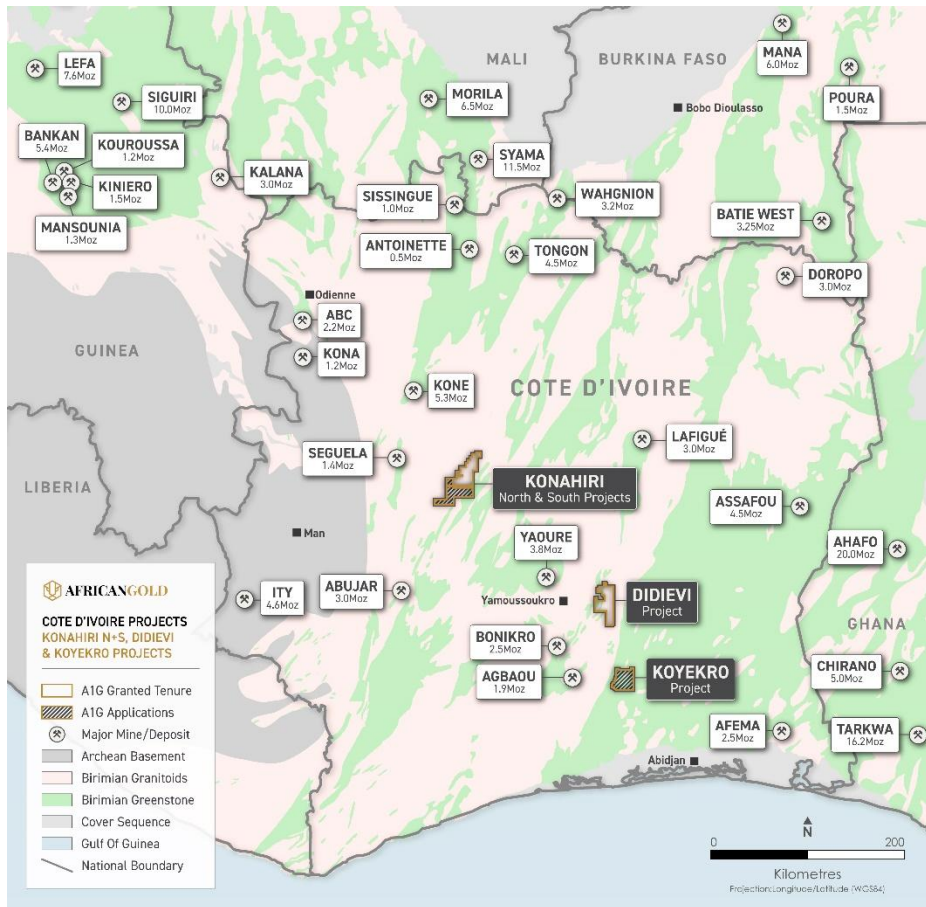 MALI
BURKINA FASO
MANA
6.0Moz
LEFA
7.6Moz
SIGUIRI
10.0Moz
MORILA
6.5Moz
Bobo Dioulasso
POURA
1.5Moz
BANKAN
5.4Moz
KOUROUSSA
1.2Moz
KINIERO
1.5Moz
MANSOUNIA
1.3Moz
KALANA
3.0Moz
SYAMA
11.5Moz
SISSINGUE
1.0Moz
WAHGNION
3.2Moz
BATIE WEST
3.25Moz
ANTOINETTE
0.5Moz
TONGON
4.5Moz
DOROPO
3.0Moz
Odienne
ABC
2.2Moz
KONA
1.2Moz
GUINEA
KONE
5.3Moz
COTE D'IVOIRE
LAFIGUÉ
3.0Moz
SEGUELA
1.4Moz
KONAHIRI
North & South Projects
LIBERIA
ASSAFOU
4.5Moz
Man
YAOURE
3.8Moz
AHAFO
20.0Moz
ITY
4.6Moz
ABUJAR
3.0Moz
Yamoussoukro
DIDIEVI
Project
GHANA
BONIKRO
2.5Moz
AGBAOU
1.9Moz
KOYEKRO
Project
CHIRANO
5.0Moz
AFEMA
2.5Moz
TARKWA
16.2Moz
Abidjan
AFRICANGOLD
COTE D'IVOIRE PROJECTS
KONAHIRI N+S, DIDIEVI
& KOYEKRO PROJECTS
A1G Granted Tenure
A1G Applications
Major Mine/Deposit
Archean Basement
Birimian Granitoids
Birimian Greenstone
Cover Sequence
Gulf Of Guinea
National Boundary
N
0 200
Kilometres
Projection:Longitude/Latitude (WGS84)